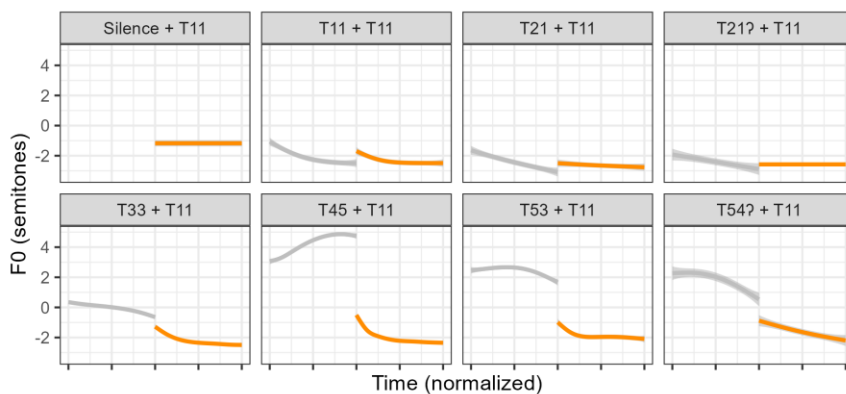 Silence + T11
T11 + T11
T21 + T11
T21ʔ + T11
4
2
0
-2
T33 + T11
T45 + T11
T53 + T11
T54ʔ + T11
4
2
0
-2
F0 (semitones)
Time (normalized)